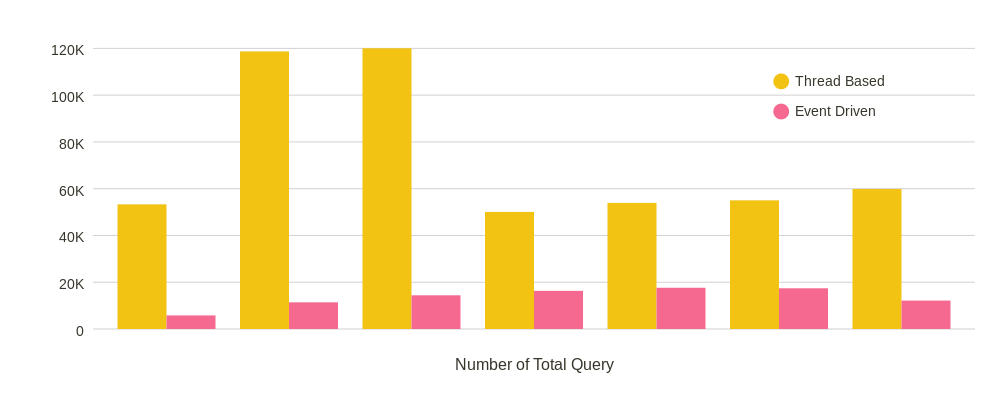 120K
100K
80K
60K
40K
20K
0
Thread Based
Event Driven
Number of Total Query